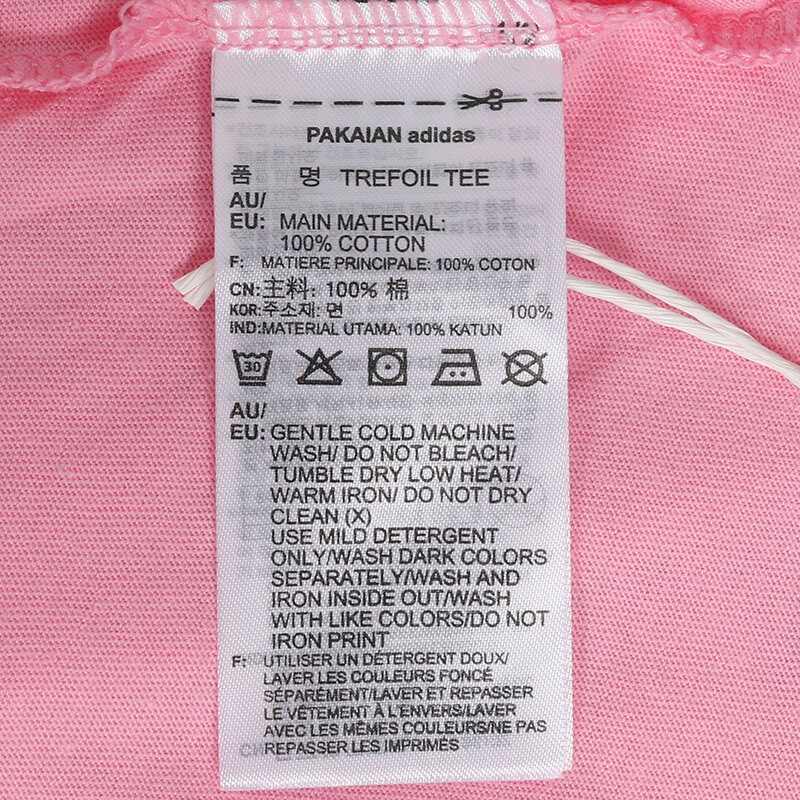 1/2
PAKAIAN adidas
품 명 TREFOIL TEE
AU/
EU: MAIN MATERIAL:
100% COTTON
F: MATIERE PRINCIPALE: 100% COTON
CN:主料: 100% 棉
KOR:주소재: 면 100%
IND:MATERIAL UTAMA: 100% KATUN
30
AU/
EU: GENTLE COLD MACHINE
WASH/ DO NOT BLEACH/
TUMBLE DRY LOW HEAT/
WARM IRON/ DO NOT DRY
CLEAN (X)
USE MILD DETERGENT
ONLY/WASH DARK COLORS
SEPARATELY/WASH AND
IRON INSIDE OUT/WASH
WITH LIKE COLORS/DO NOT
IRON PRINT
F: UTILISER UN DÉTERGENT DOUX/
LAVER LES COULEURS FONCÉ
SÉPARÉMENT/LAVER ET REPASSER
LE VÊTEMENT À L'ENVERS/LAVER
AVEC LES MÊMES COULEURS/NE PAS
REPASSER LES IMPRIMÉS